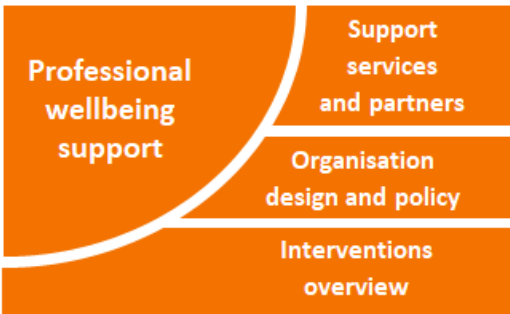 Professional
wellbeing
support
Support
services
and partners
Organisation
design and policy
Interventions
overview